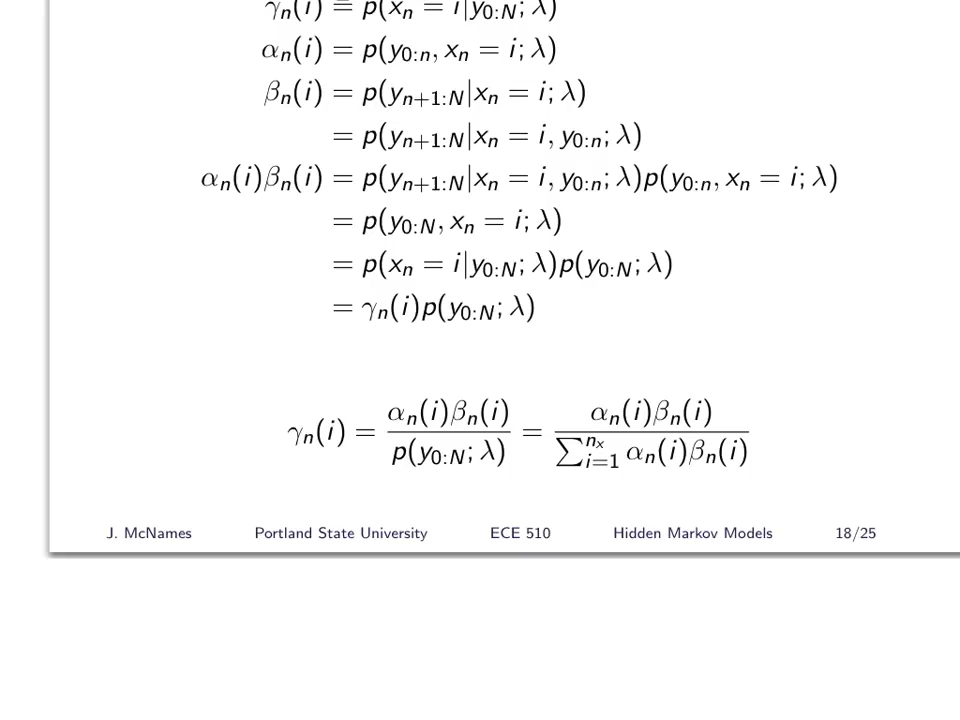 γₙ(i) = p(xₙ = i|y₀:N; λ)
αₙ(i) = p(y₀:ₙ, xₙ = i; λ)
βₙ(i) = p(yₙ₊₁:N|xₙ = i; λ)
= p(yₙ₊₁:N|xₙ = i, y₀:ₙ; λ)
αₙ(i)βₙ(i) = p(yₙ₊₁:N|xₙ = i, y₀:ₙ; λ)p(y₀:ₙ, xₙ = i; λ)
= p(y₀:N, xₙ = i; λ)
= p(xₙ = i|y₀:N; λ)p(y₀:N; λ)
= γₙ(i)p(y₀:N; λ)
γₙ(i) = αₙ(i)βₙ(i) / p(y₀:N; λ) = αₙ(i)βₙ(i) / ∑_{i=1}^{n_x} αₙ(i)βₙ(i)
J. McNames Portland State University ECE 510 Hidden Markov Models 18/25